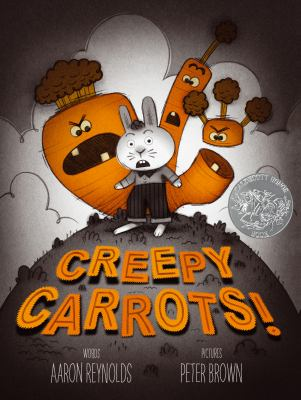 CREEPY
CARROTS!
WORDS PICTURES
AARON REYNOLDS PETER BROWN